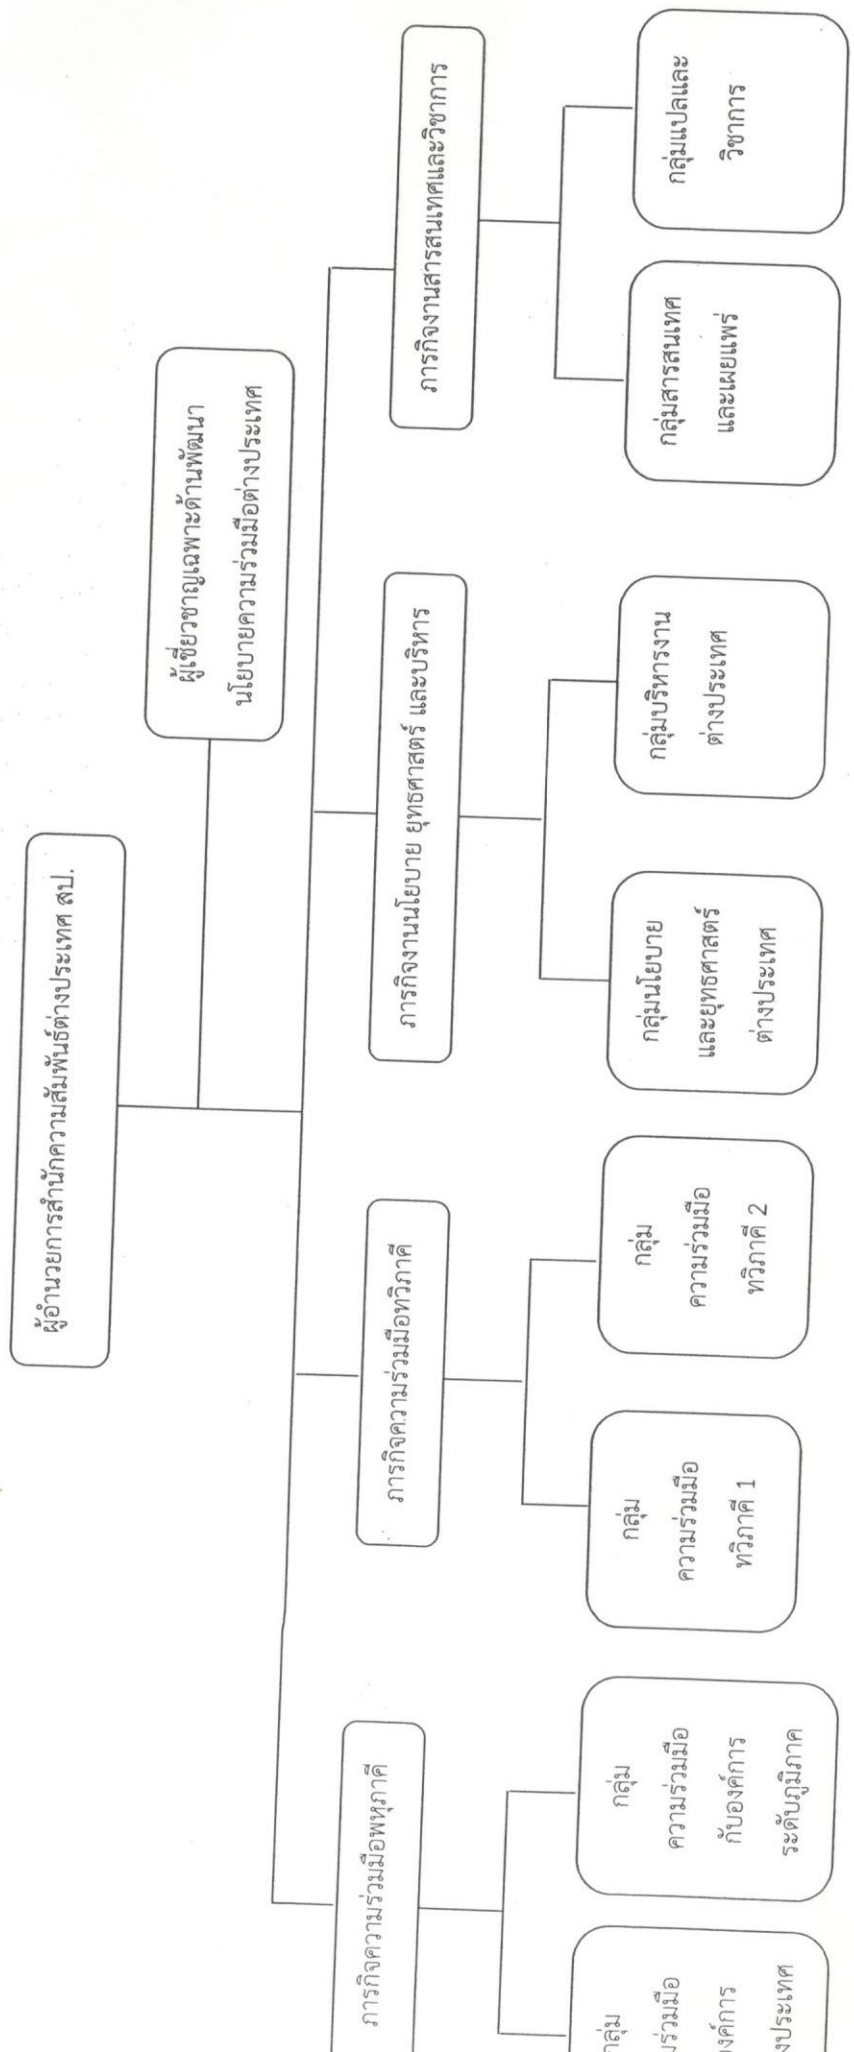 ผู้อำนวยการสำนักความสัมพันธ์ต่างประเทศ สป.
ผู้เชี่ยวชาญเฉพาะด้านพัฒนา
นโยบายความร่วมมือต่างประเทศ
ภารกิจความร่วมมือพหุภาคี
ภารกิจความร่วมมือทวิภาคี
ภารกิจงานนโยบาย ยุทธศาสตร์ และบริหาร
ภารกิจงานสารสนเทศและวิชาการ
กลุ่ม
ความร่วมมือ
กับองค์การ
ระดับภูมิภาค
กลุ่ม
ความร่วมมือ
ทวิภาคี 1
กลุ่ม
ความร่วมมือ
ทวิภาคี 2
กลุ่มนโยบาย
และยุทธศาสตร์
ต่างประเทศ
กลุ่มบริหารงาน
ต่างประเทศ
กลุ่มสารสนเทศ
และเผยแพร่
กลุ่มแปลและ
วิชาการ